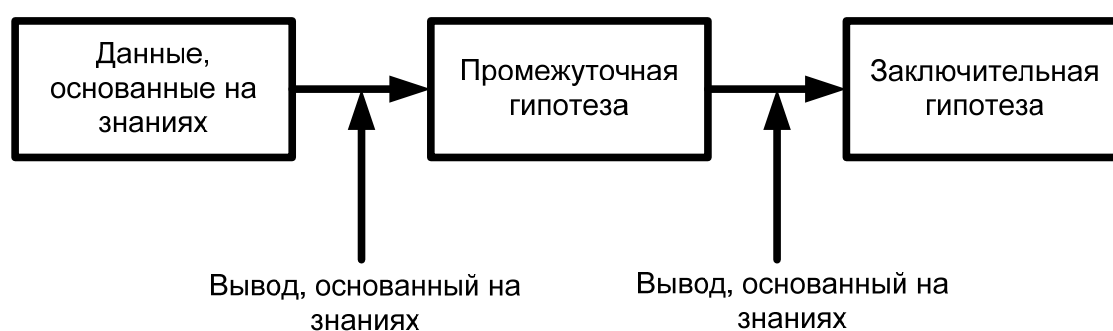 Данные,
основанные на
знаниях
Промежуточная
гипотеза
Заключительная
гипотеза
Вывод, основанный на
знаниях
Вывод, основанный на
знаниях